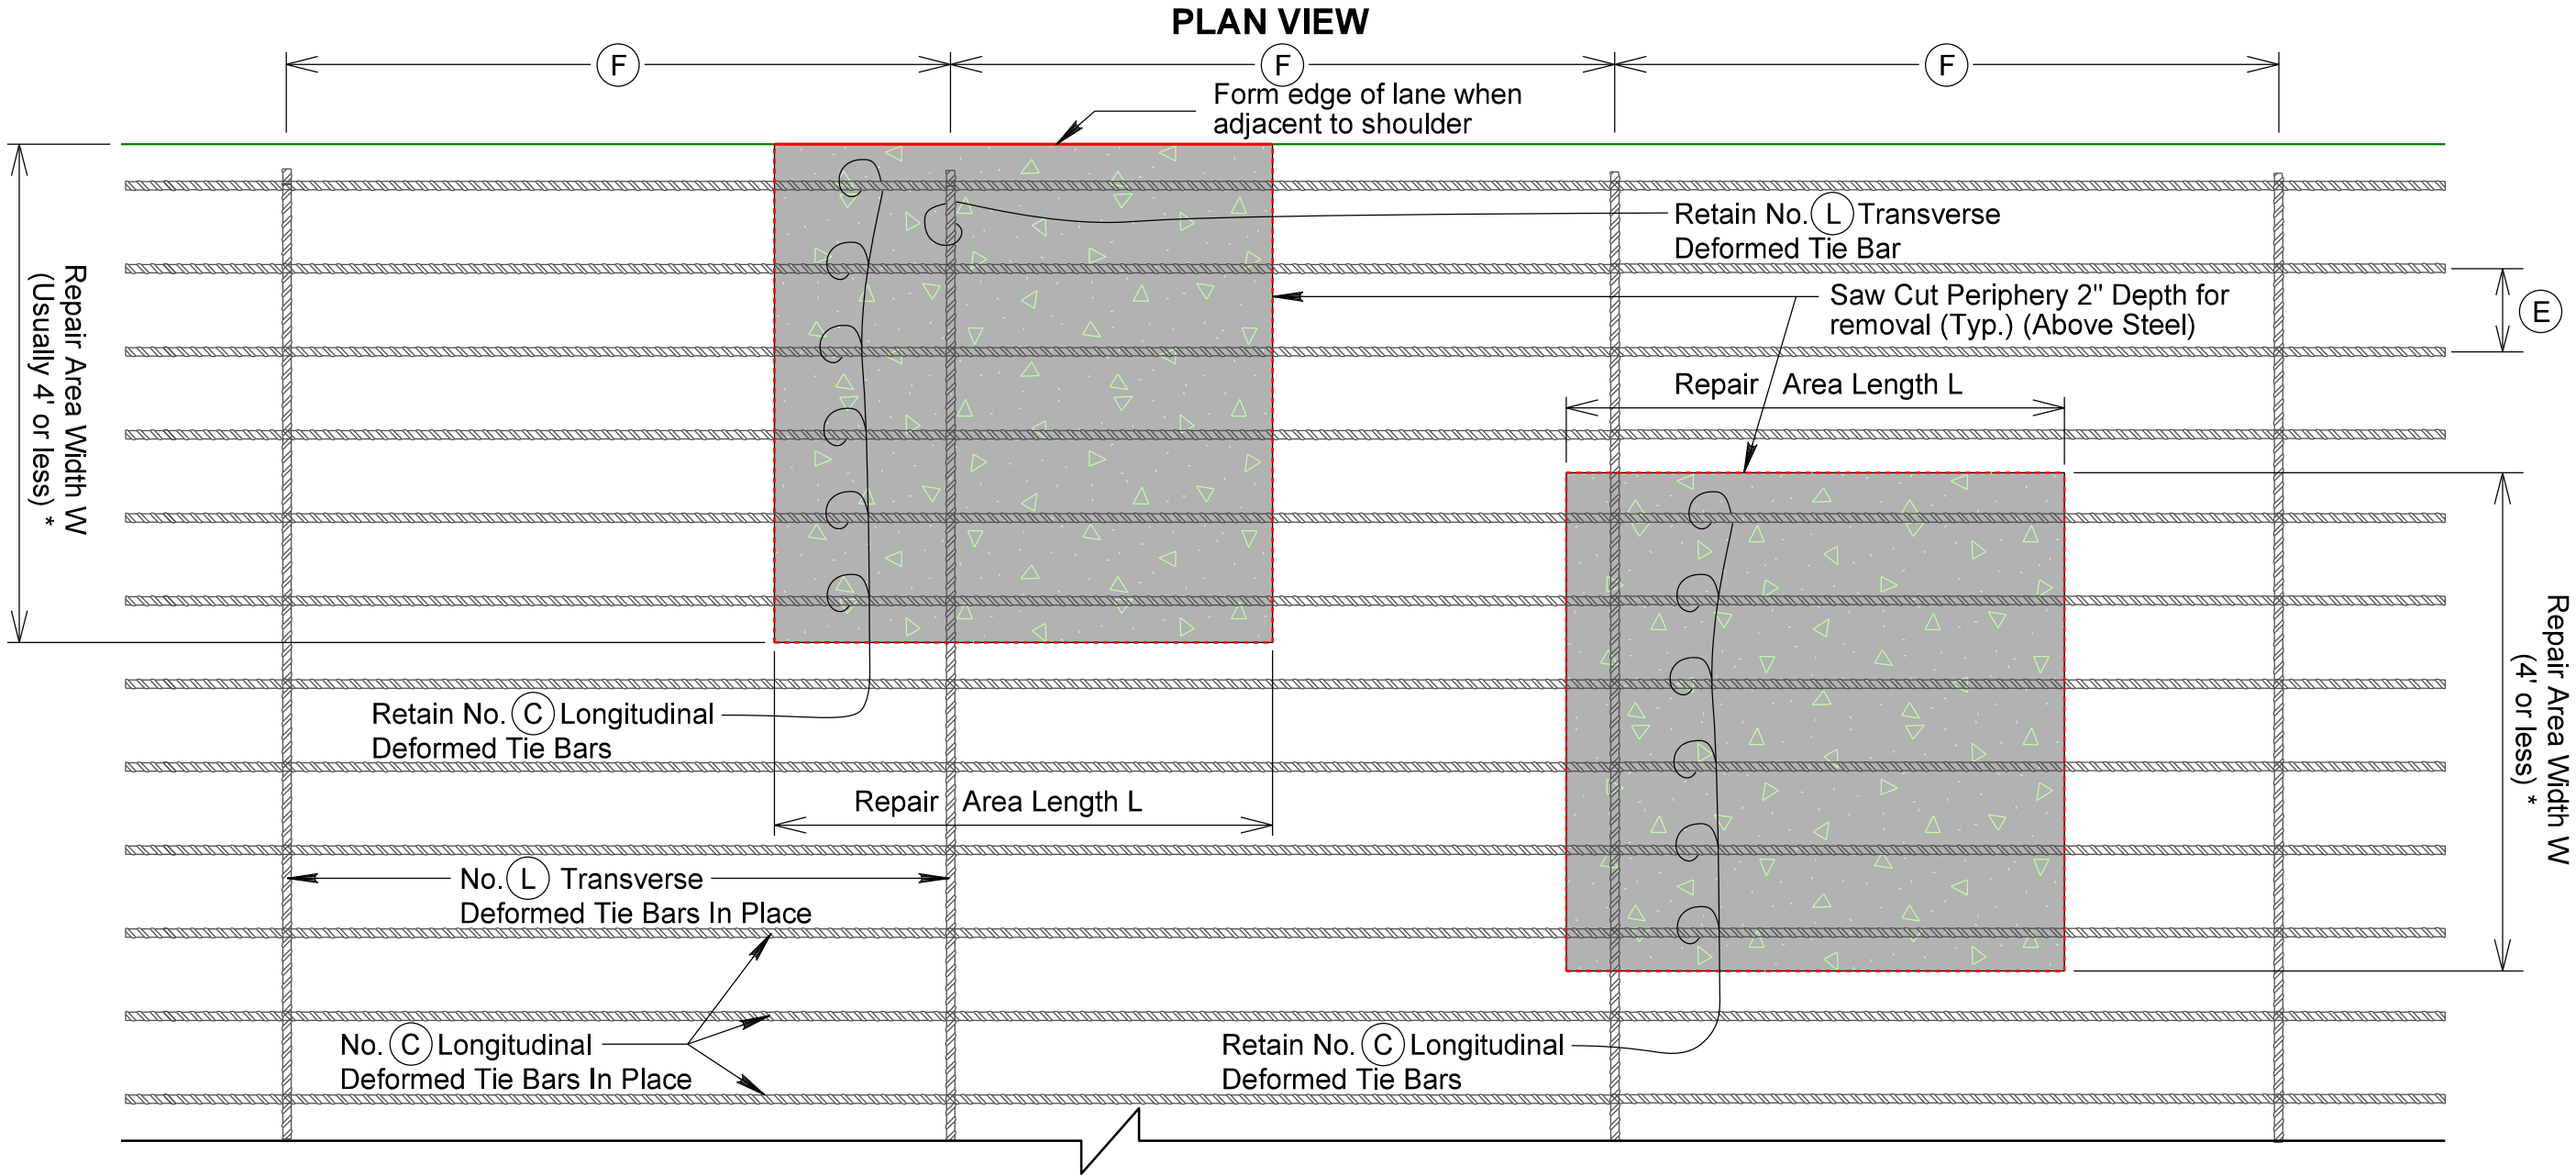 PLAN VIEW
F
F
F
Form edge of lane when
adjacent to shoulder
Retain No. L Transverse
Deformed Tie Bar
Saw Cut Periphery 2" Depth for
removal (Typ.) (Above Steel)
E
Repair Area Width W
(Usually 4' or less) *
Repair Area Length L
Repair Area Width W
(4' or less) *
Retain No. C Longitudinal
Deformed Tie Bars
Repair Area Length L
No. L Transverse
Deformed Tie Bars In Place
No. C Longitudinal
Deformed Tie Bars In Place
Retain No. C Longitudinal
Deformed Tie Bars